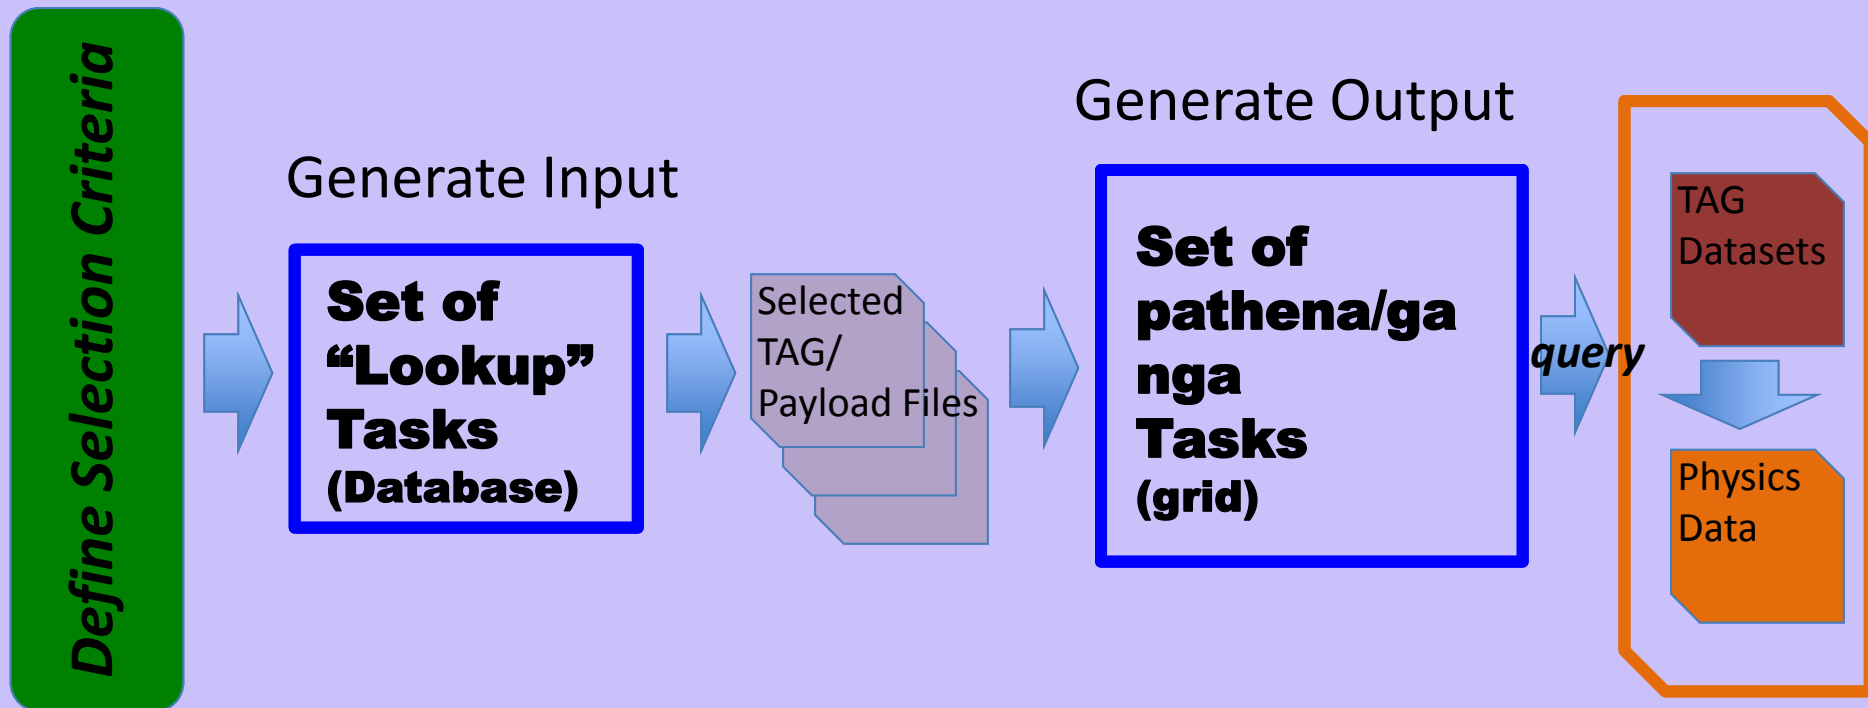 Define Selection Criteria
Generate Input
Set of
“Lookup”
Tasks
(Database)
Selected
TAG/
Payload Files
Generate Output
Set of
pathena/ga
nga
Tasks
(grid)
query
TAG
Datasets
Physics
Data